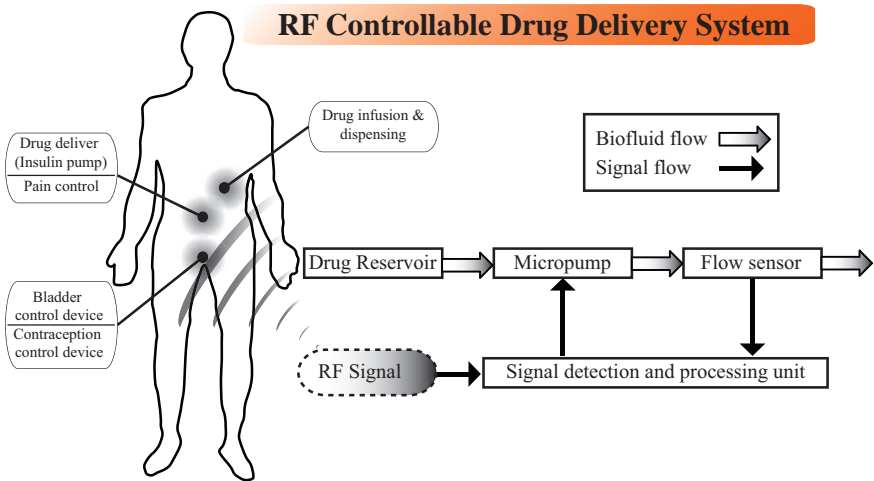 RF Controllable Drug Delivery System
Drug infusion &
dispensing
Drug deliver
(Insulin pump)
Pain control
Biofluid flow
Signal flow
Drug Reservoir
Micropump
Flow sensor
Bladder
control device
Contraception
control device
RF Signal
Signal detection and processing unit